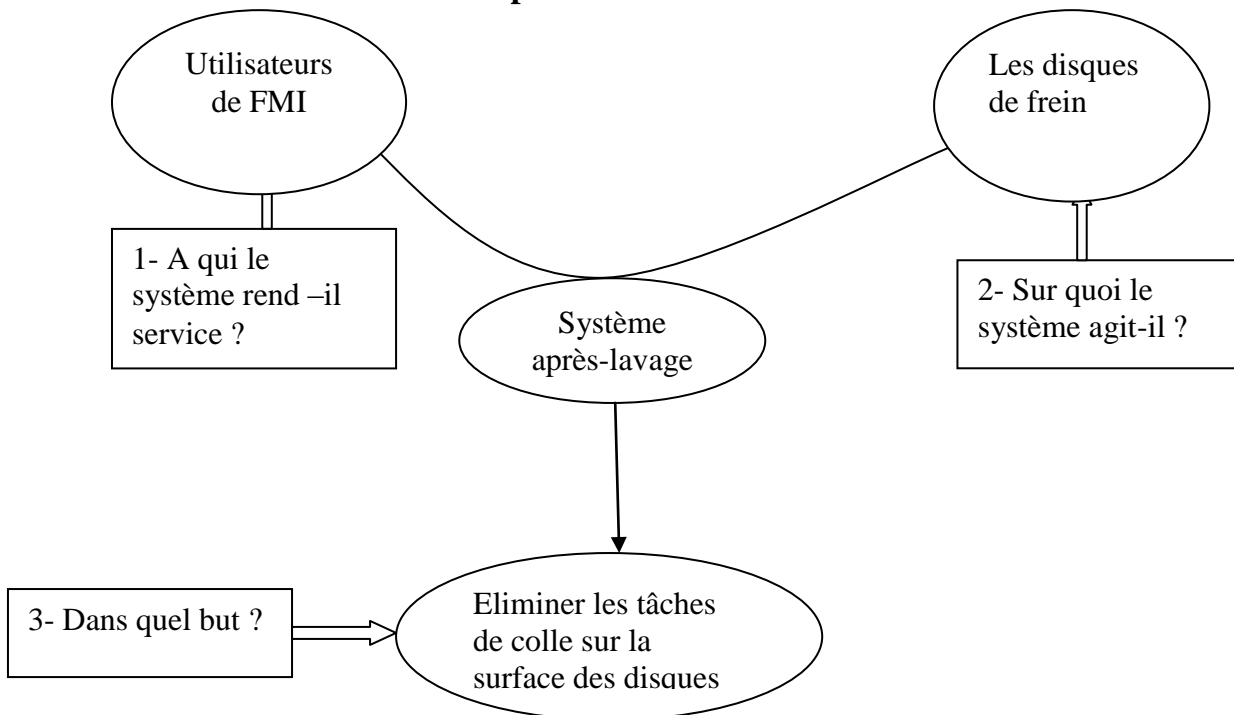 Utilisateurs
de FMI
Les disques
de frein
1- A qui le
système rend –il
service ?
2- Sur quoi le
système agit-il ?
Système
après-lavage
3- Dans quel but ?
Eliminer les tâches
de colle sur la
surface des disques